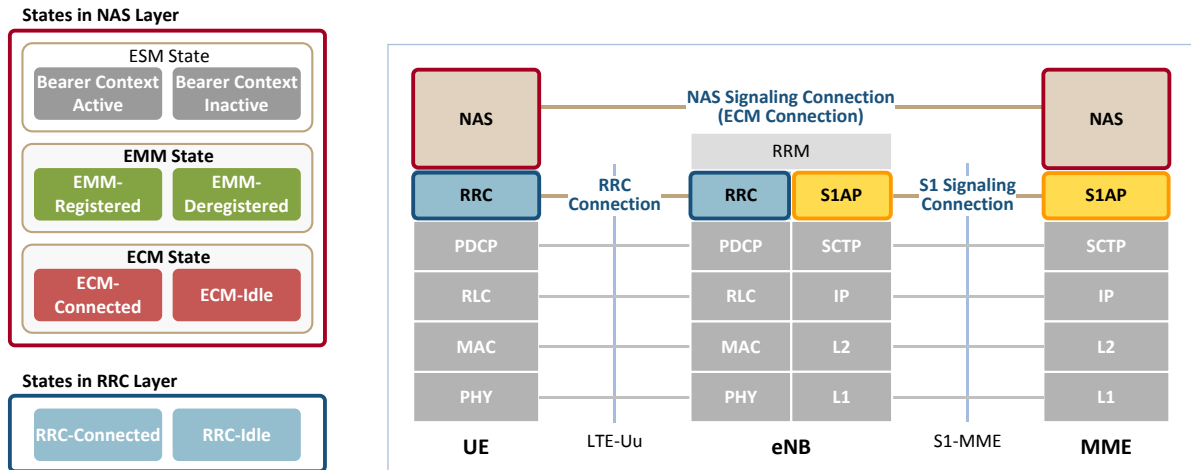 States in NAS Layer
ESM State
Bearer Context
Active
Bearer Context
Inactive
EMM State
EMM-
Registered
EMM-
Deregistered
ECM State
ECM-
Connected
ECM-Idle
States in RRC Layer
RRC-Connected
RRC-Idle
NAS
NAS Signaling Connection
(ECM Connection)
NAS
RRM
RRC
RRC
Connection
RRC
S1AP
S1 Signaling
Connection
S1AP
PDCP
PDCP
SCTP
SCTP
RLC
RLC
IP
IP
MAC
MAC
L2
L2
PHY
PHY
L1
L1
UE
LTE-Uu
eNB
S1-MME
MME